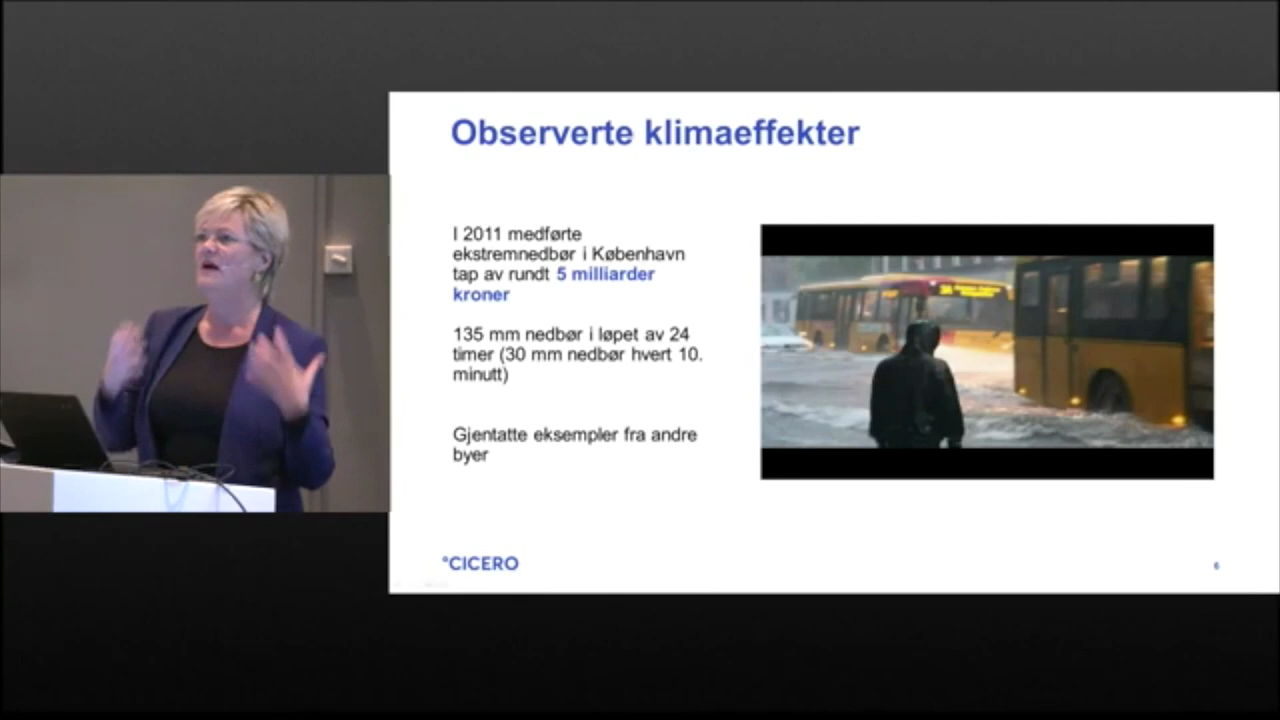 Observerte klimaeffekter
I 2011 medførte
ekstremnedbør i København
tap av rundt 5 milliarder
kroner
135 mm nedbør i løpet av 24
timer (30 mm nedbør hvert 10.
minutt)
Gjentatte eksempler fra andre
byer
°CICERO
6